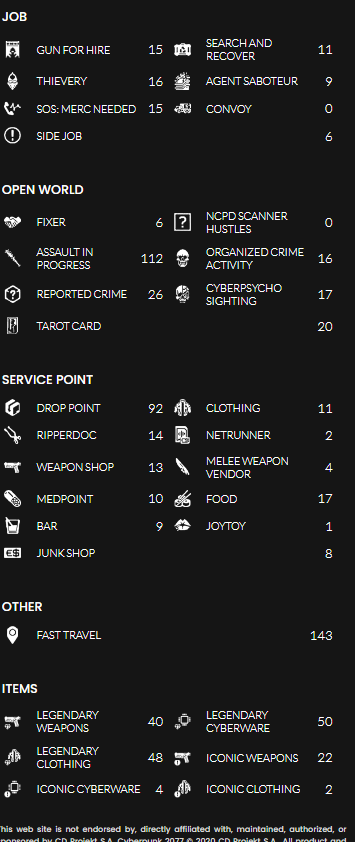 JOB
GUN FOR HIRE 15 SEARCH AND RECOVER 11
THIEVERY 16 AGENT SABOTEUR 9
SOS: MERC NEEDED 15 CONVOY 0
SIDE JOB 6
OPEN WORLD
FIXER 6 NCPD SCANNER HUSTLES 0
ASSAULT IN PROGRESS 112 ORGANIZED CRIME ACTIVITY 16
REPORTED CRIME 26 CYBERPSYCHO SIGHTING 17
TAROT CARD 20
SERVICE POINT
DROP POINT 92 CLOTHING 11
RIPPERDOC 14 NETRUNNER 2
WEAPON SHOP 13 MELEE WEAPON VENDOR 4
MEDPOINT 10 FOOD 17
BAR 9 JOYTOY 1
E$ JUNK SHOP 8
OTHER
FAST TRAVEL 143
ITEMS
LEGENDARY WEAPONS 40 LEGENDARY CYBERWARE 50
LEGENDARY CLOTHING 48 ICONIC WEAPONS 22
ICONIC CYBERWARE 4 ICONIC CLOTHING 2
This web site is not endorsed by, directly affiliated with, maintained, authorized, or
sponsored by CD Projekt S.A. Cyberpunk 2077 © 2020 CD Projekt S.A. All product and